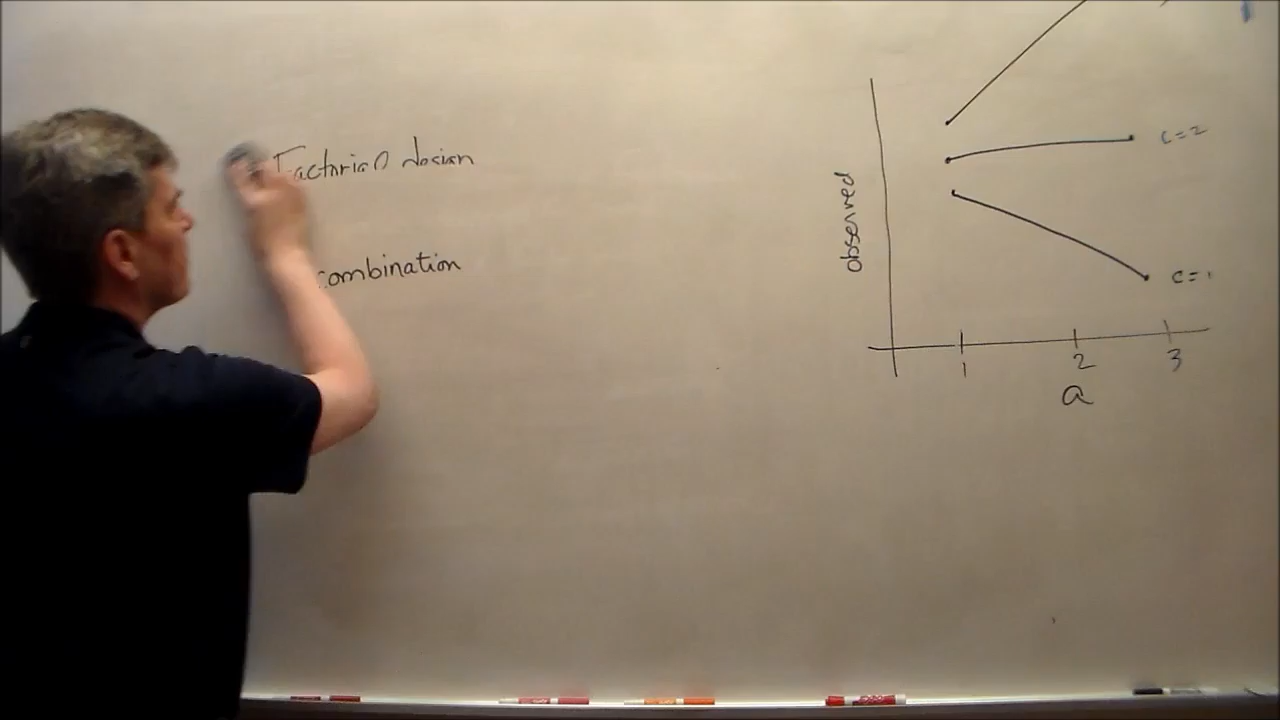 Factorial design
combination
observed
c=2
c=1
1
2
3
a